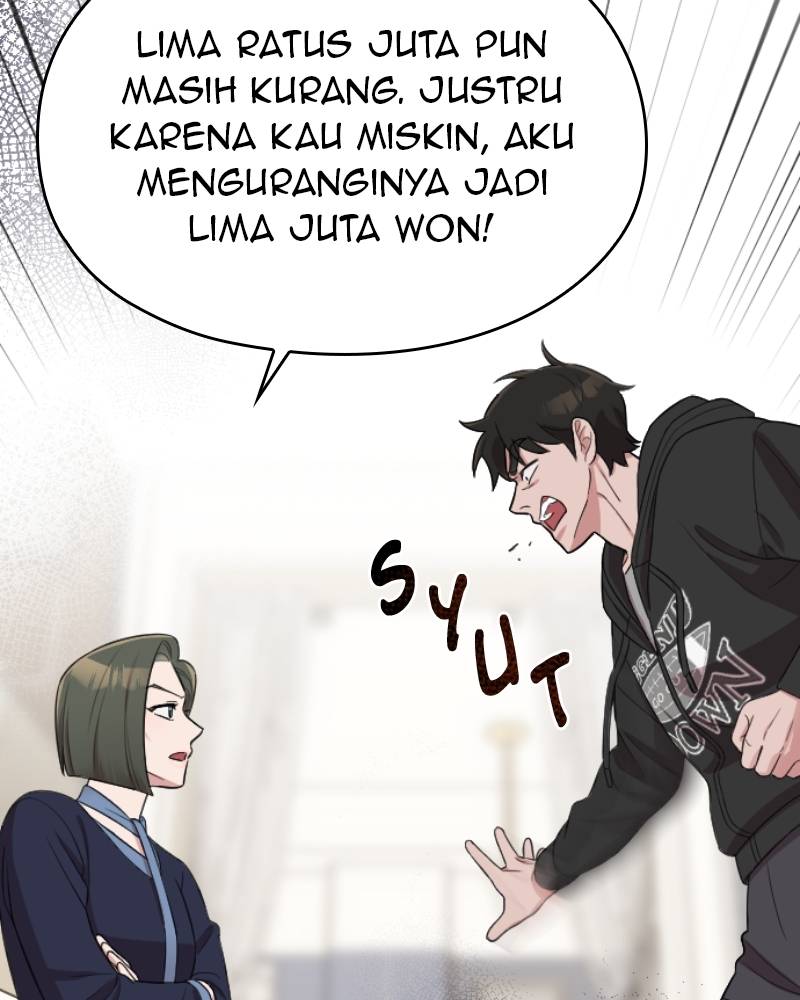 LIMA RATUS JUTA PUN
MASIH KURANG. JUSTRU
KARENA KAU MISKIN, AKU
MENGURANGINYA JADI
LIMA JUTA WON!
SYUT